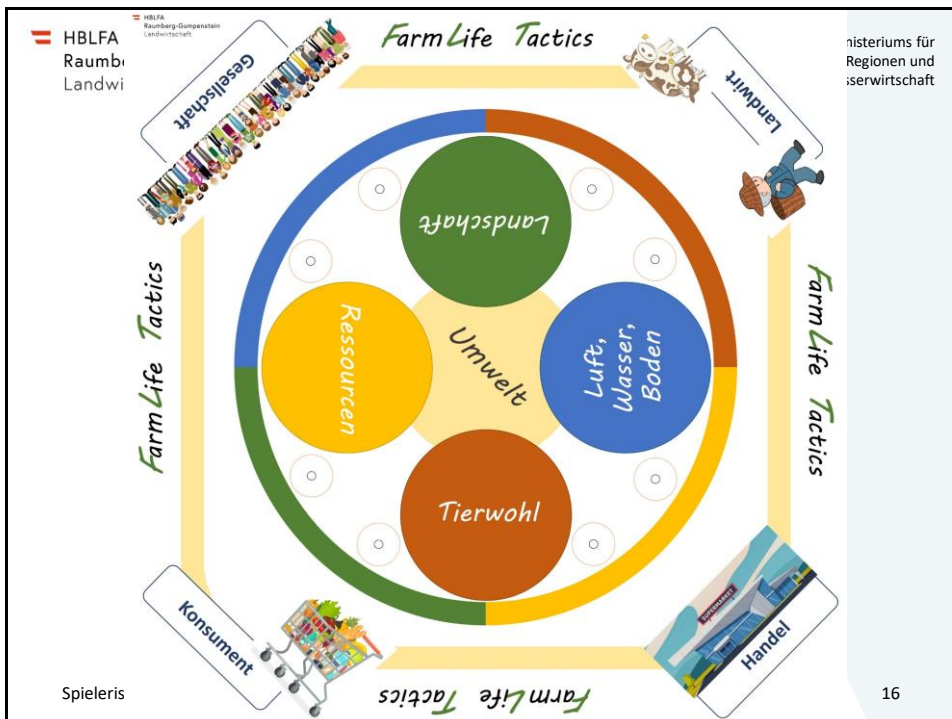 HBLFA
Raumberg-Gumpenstein
Landwirtschaft
HBLFA
Raumb
Landwi
nisteriums für
Regionen und
sserwirtschaft
FarmLife Tactics
Gesellschaft
Landwirt
Landschaft
FarmLife Tactics
Ressourcen
Umwelt
Luft,
Wasser,
Boden
FarmLife Tactics
Tierwohl
Konsument
SUPERMARKET
Handel
FarmLife Tactics
Spieleris
16